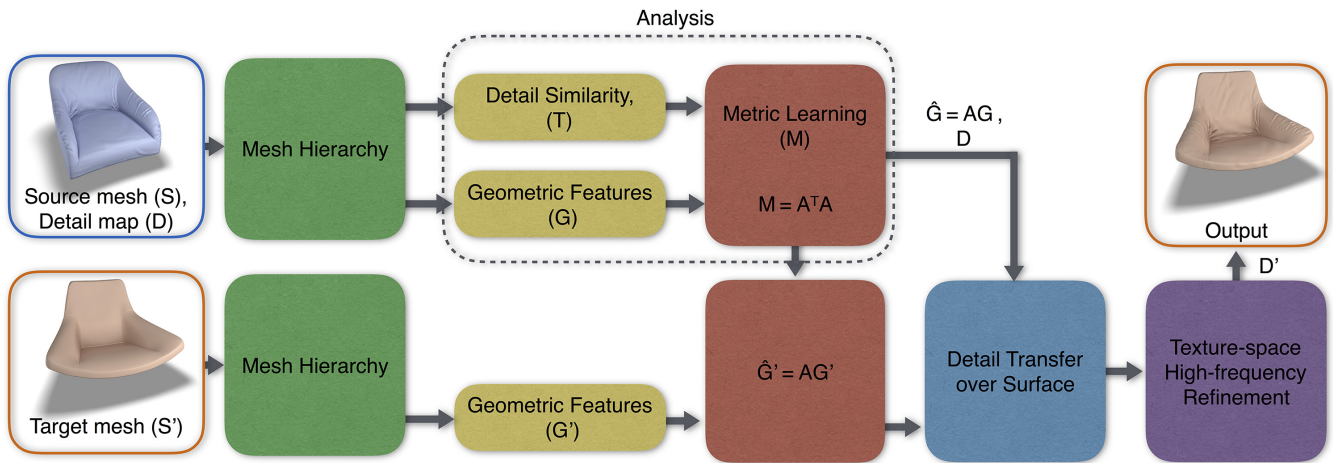 Analysis
Source mesh (S),
Detail map (D)
Mesh Hierarchy
Detail Similarity,
(T)
Geometric Features
(G)
Metric Learning
(M)
M = AᵀA
Ĝ = AG ,
D
Output
D’
Target mesh (S’)
Mesh Hierarchy
Geometric Features
(G’)
Ĝ’ = AG’
Detail Transfer
over Surface
Texture-space
High-frequency
Refinement